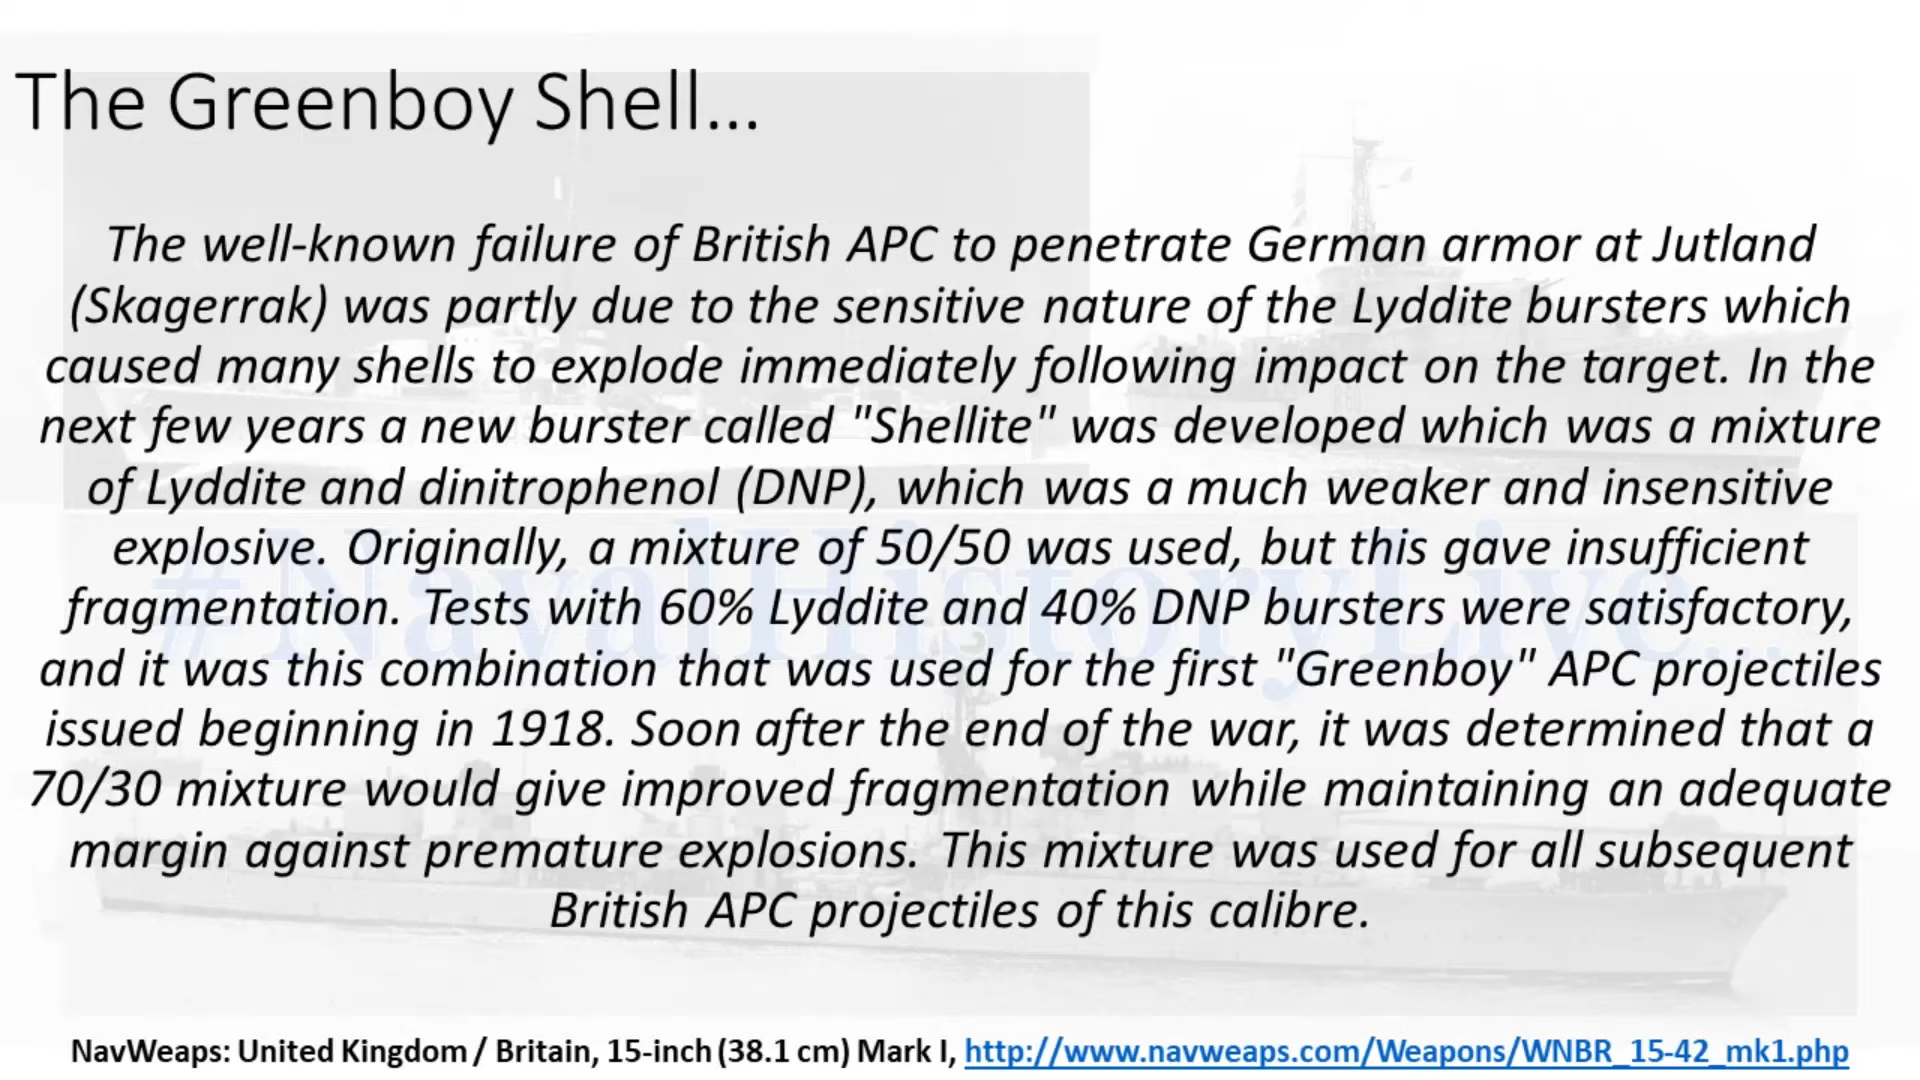 The Greenboy Shell...
The well-known failure of British APC to penetrate German armor at Jutland
(Skagerrak) was partly due to the sensitive nature of the Lyddite bursters which
caused many shells to explode immediately following impact on the target. In the
next few years a new burster called "Shellite" was developed which was a mixture
of Lyddite and dinitrophenol (DNP), which was a much weaker and insensitive
explosive. Originally, a mixture of 50/50 was used, but this gave insufficient
fragmentation. Tests with 60% Lyddite and 40% DNP bursters were satisfactory,
and it was this combination that was used for the first "Greenboy" APC projectiles
issued beginning in 1918. Soon after the end of the war, it was determined that a
70/30 mixture would give improved fragmentation while maintaining an adequate
margin against premature explosions. This mixture was used for all subsequent
British APC projectiles of this calibre.
#NavalHistoryLive...
NavWeaps: United Kingdom / Britain, 15-inch (38.1 cm) Mark I, http://www.navweaps.com/Weapons/WNBR_15-42_mk1.php